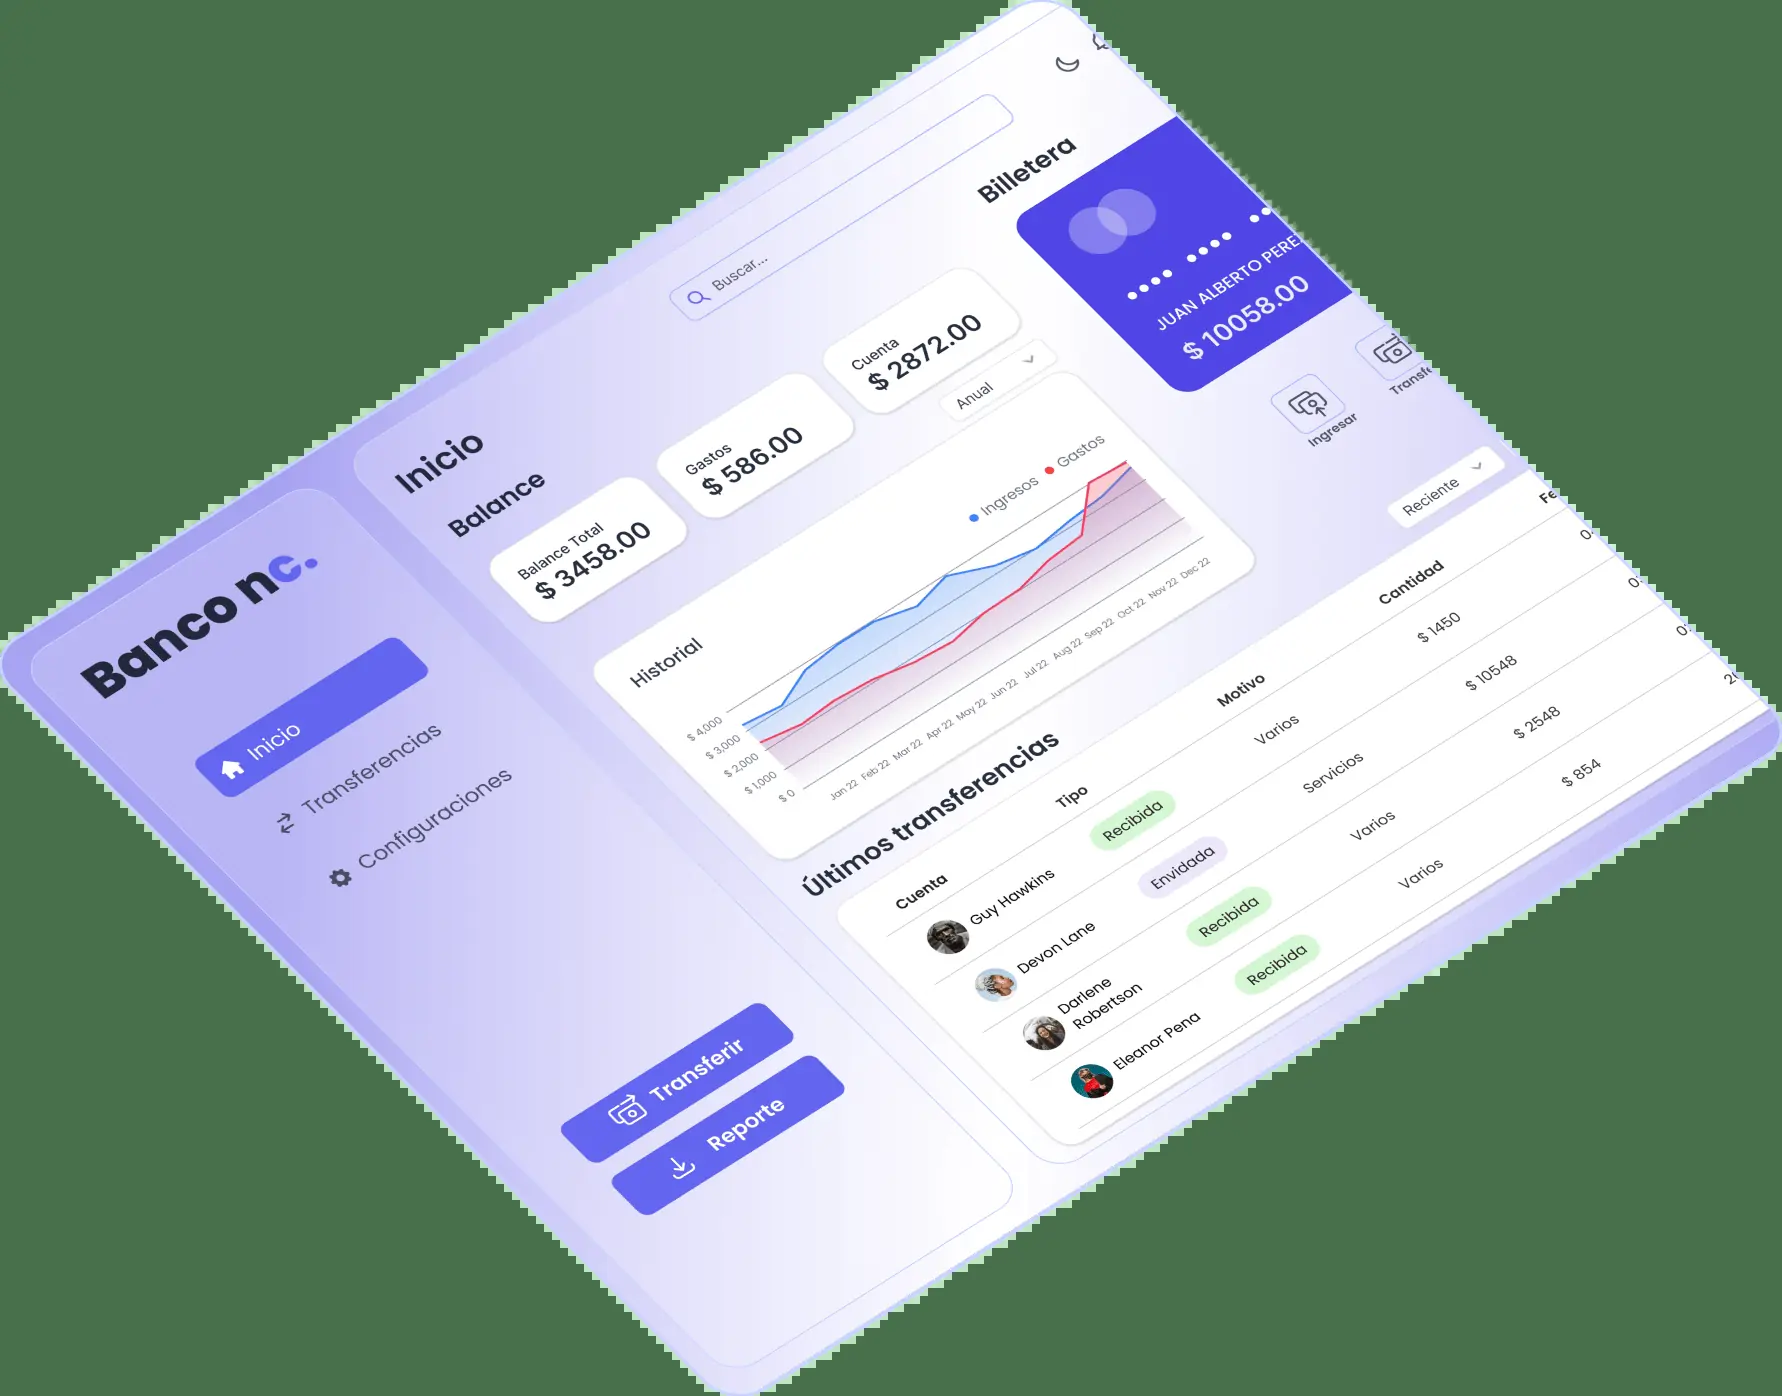 Banco nc.
Inicio
Transferencias
Configuraciones
Transferir
Reporte
Buscar...
Inicio
Balance
Balance Total
$ 3458.00
Gastos
$ 586.00
Cuenta
$ 2872.00
Anual
Historial
Ingresos
Gastos
$ 4,000
$ 3,000
$ 2,000
$ 1,000
$ 0
Jan 22 Feb 22 Mar 22 Apr 22 May 22 Jun 22 Jul 22 Aug 22 Sep 22 Oct 22 Nov 22 Dec 22
Billetera
JUAN ALBERTO PERE
$ 10058.00
Ingresar
Transfe
Últimos transferencias
Reciente
Cuenta Tipo Motivo Cantidad Fe
Guy Hawkins Recibida Varios $ 1450 0
Devon Lane Envidada Servicios $ 10548 0
Darlene
Robertson Recibida Varios $ 2548 0
Eleanor Pena Recibida Varios $ 854 2